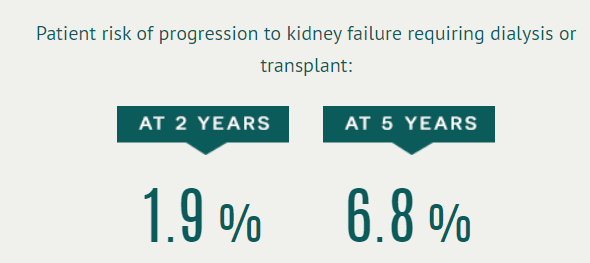 Patient risk of progression to kidney failure requiring dialysis or
transplant:
AT 2 YEARS AT 5 YEARS
1.9 % 6.8 %